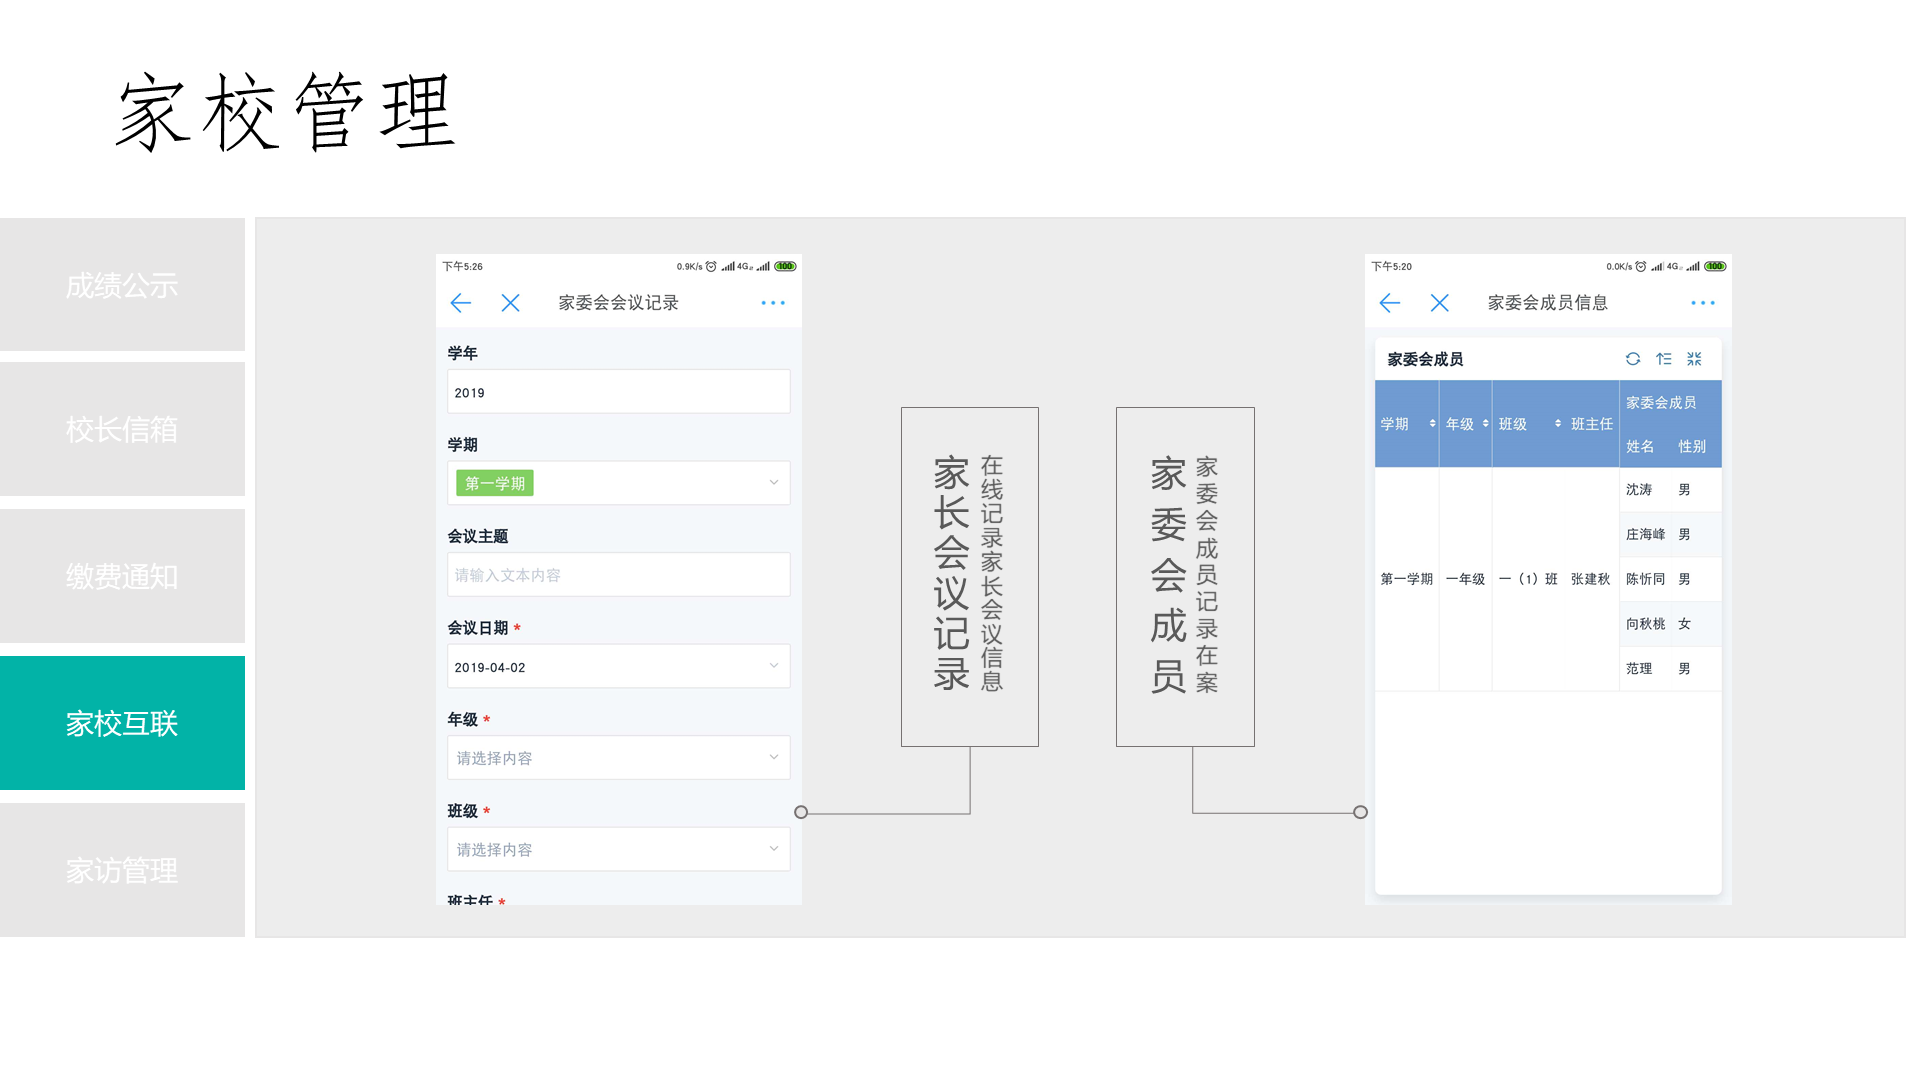 家校管理
成绩公示
校长信箱
缴费通知
家校互联
家访管理
下午5:26
0.9K/s
4G
100
家委会会议记录
学年
2019
学期
第一学期
会议主题
请输入文本内容
会议日期 *
2019-04-02
年级 *
请选择内容
班级 *
请选择内容
班主任 *
家长会议记录
在线记录家长会议信息
家委会成员
家委会成员记录在案
下午5:20
0.0K/s
4G
100
家委会成员信息
家委会成员
学期 年级 班级 班主任 家委会成员
姓名 性别
沈涛 男
庄海峰 男
第一学期 一年级 一（1）班 张建秋 陈忻同 男
向秋桃 女
范理 男